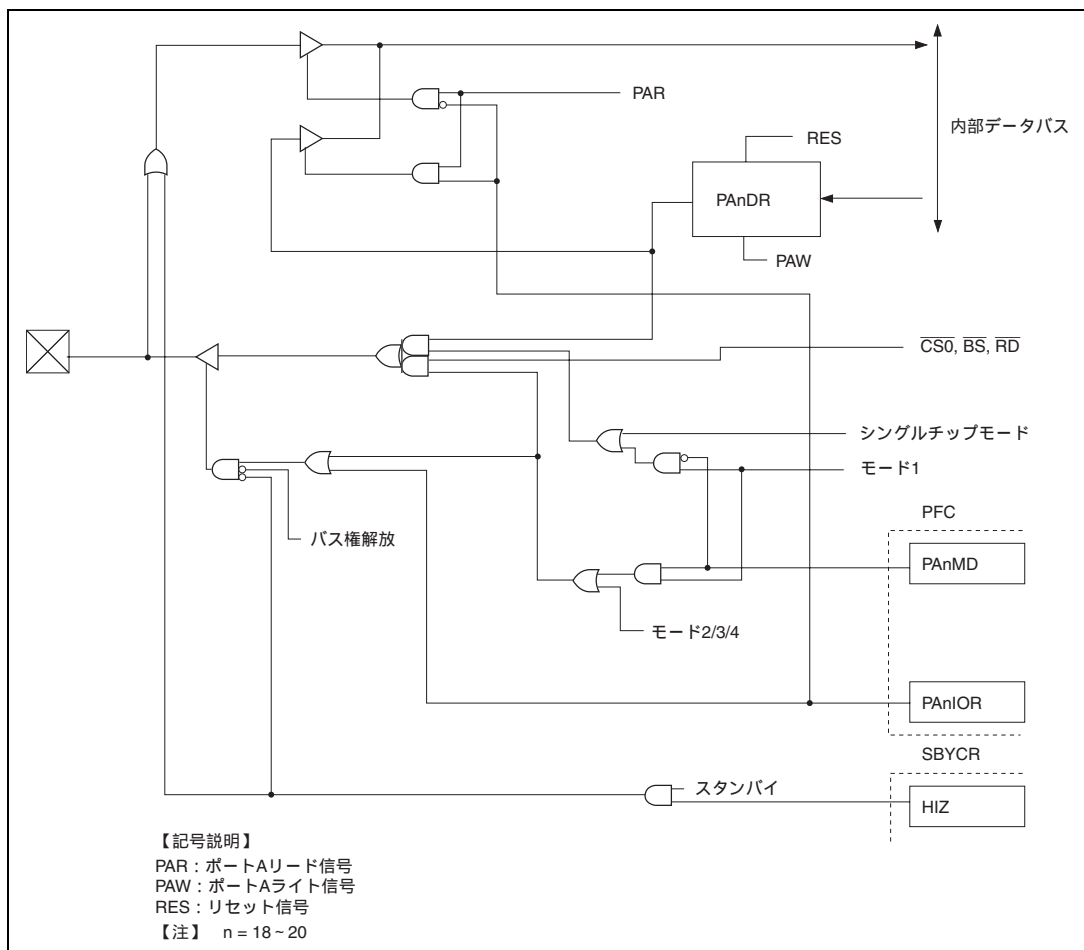 PAR
内部データバス
RES
PAnDR
PAW
CS0, BS, RD
シングルチップモード
モード1
PFC
バス権解放
PAnMD
モード2/3/4
PAnIOR
SBYCR
スタンバイ
HIZ
【記号説明】
PAR：ポートAリード信号
PAW：ポートAライト信号
RES：リセット信号
【注】 n = 18～20